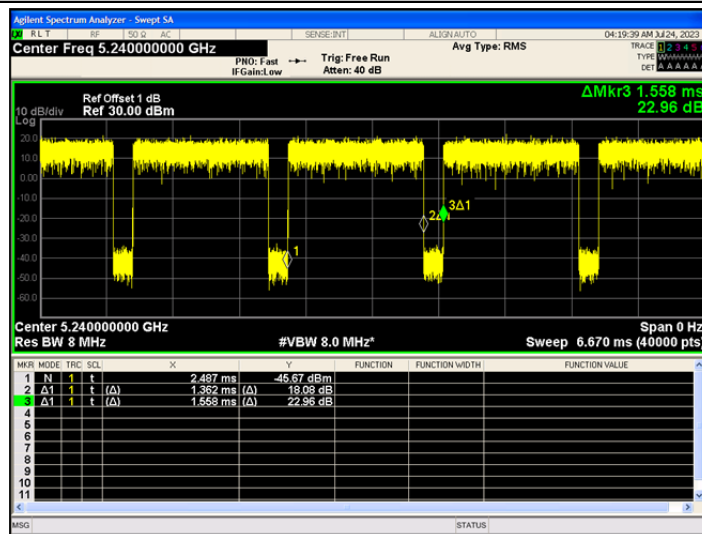 Agilent Spectrum Analyzer - Swept SA
RLT RF 50 Ω AC SENSE:INT ALIGN AUTO 04:19:39 AM Jul 24, 2023
Center Freq 5.240000000 GHz Avg Type: RMS TRACE 1 2 3 4 5
PNO: Fast Trig: Free Run TYPE W
IFGain:Low Atten: 40 dB DET A A A A A
ΔMkr3 1.558 ms
Ref Offset 1 dB
10 dB/div Ref 30.00 dBm 22.96 dB
Log
20.0
10.0
0.00
-10.0
-20.0
-30.0
-40.0
-50.0
-60.0
1
2Δ1
3Δ1
Center 5.240000000 GHz Span 0 Hz
Res BW 8 MHz #VBW 8.0 MHz* Sweep 6.670 ms (40000 pts)
MKR MODE TRC SCL X Y FUNCTION FUNCTION WIDTH FUNCTION VALUE
1 N 1 t 2.487 ms -45.67 dBm
2 Δ1 1 t (Δ) 1.362 ms (Δ) 18.08 dB
3 Δ1 1 t (Δ) 1.558 ms (Δ) 22.96 dB
4
5
6
7
8
9
10
11
MSG STATUS